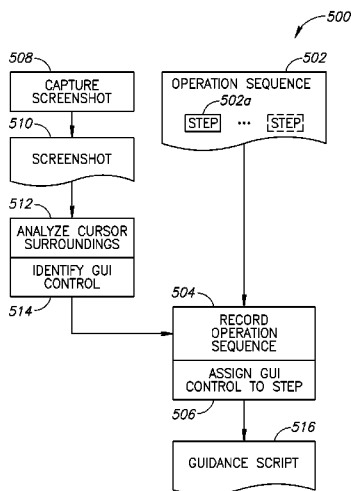 500
508
CAPTURE
SCREENSHOT
510
SCREENSHOT
512
ANALYZE CURSOR
SURROUNDINGS
IDENTIFY GUI
CONTROL
514
502
OPERATION SEQUENCE
502a
STEP ... STEP
504
RECORD
OPERATION
SEQUENCE
ASSIGN GUI
CONTROL TO STEP
506
516
GUIDANCE SCRIPT